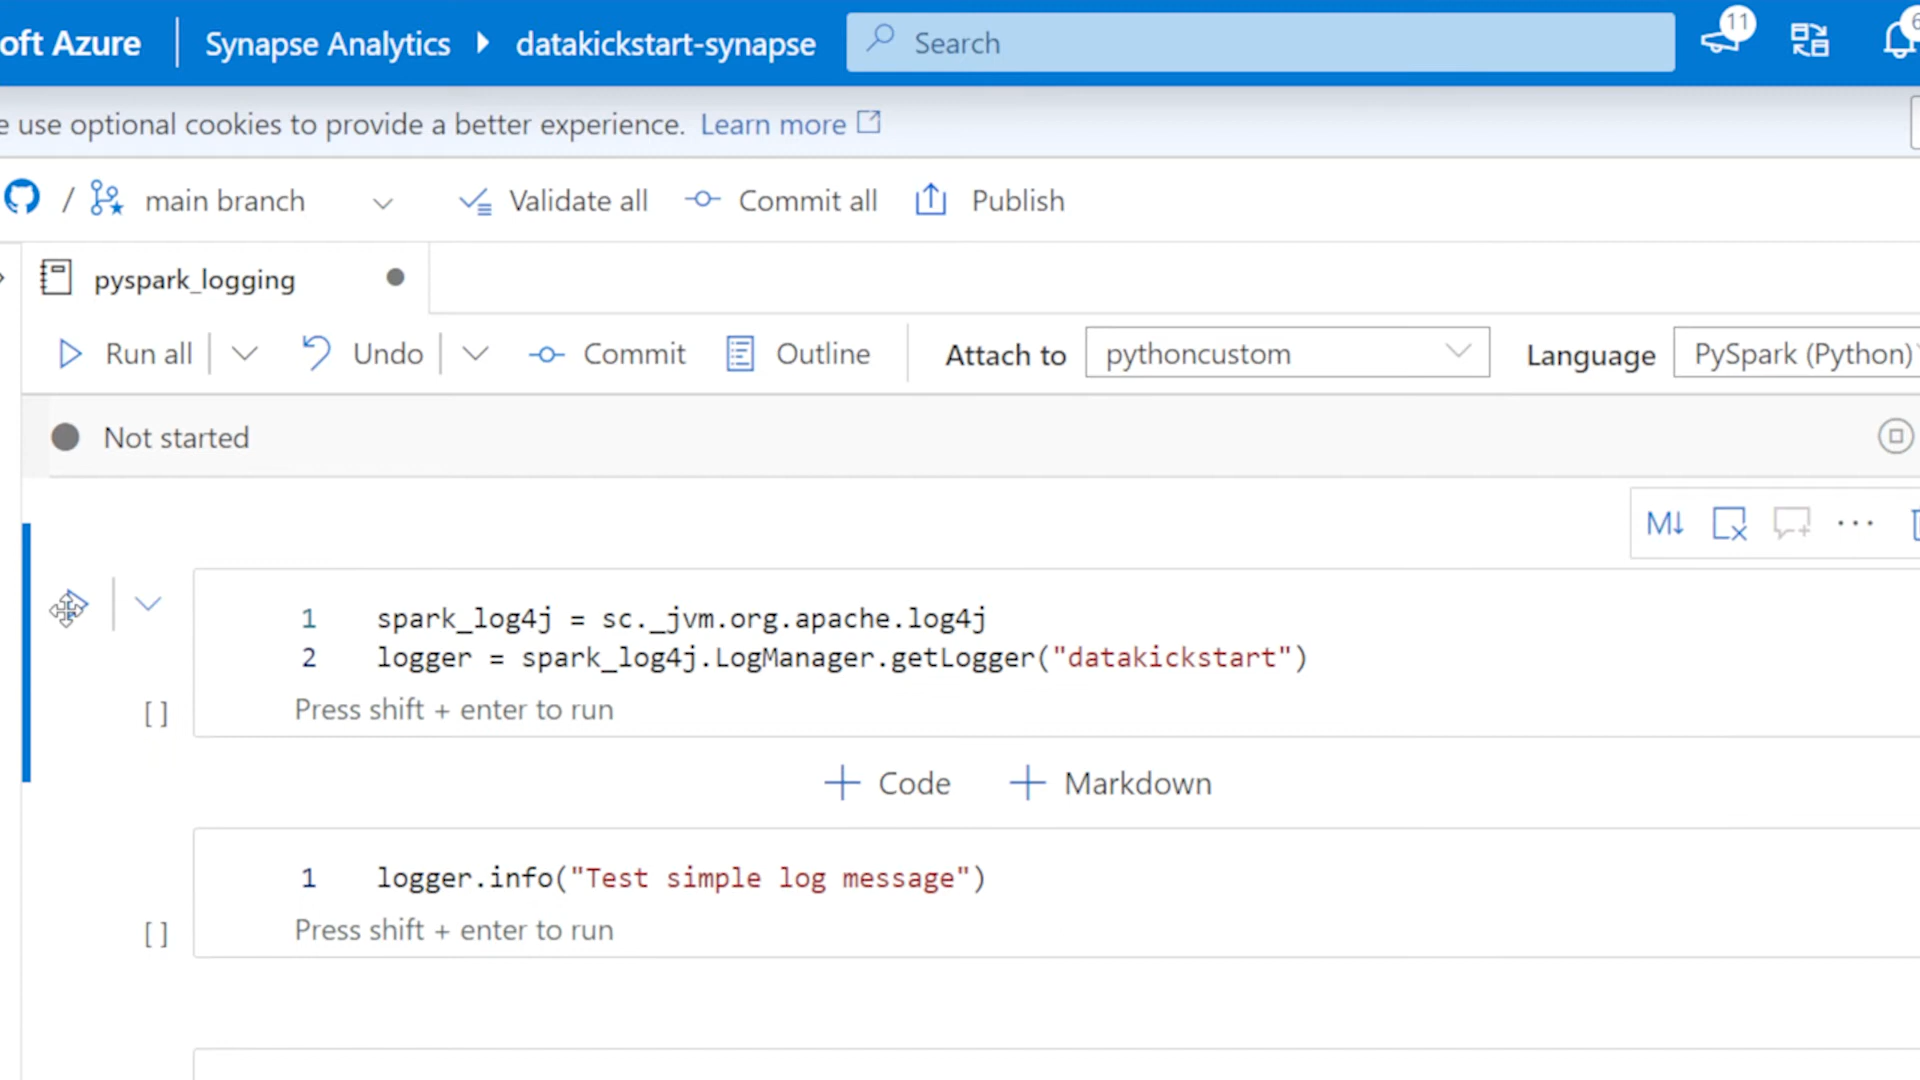 oft Azure
Synapse Analytics
datakickstart-synapse
Search
11
e use optional cookies to provide a better experience. Learn more
/ main branch
Validate all
Commit all
Publish
pyspark_logging
Run all
Undo
Commit
Outline
Attach to
pythoncustom
Language
PySpark (Python)
Not started
M↓
1 spark_log4j = sc._jvm.org.apache.log4j
2 logger = spark_log4j.LogManager.getLogger("datakickstart")
Press shift + enter to run
[ ]
+ Code
+ Markdown
1 logger.info("Test simple log message")
Press shift + enter to run
[ ]